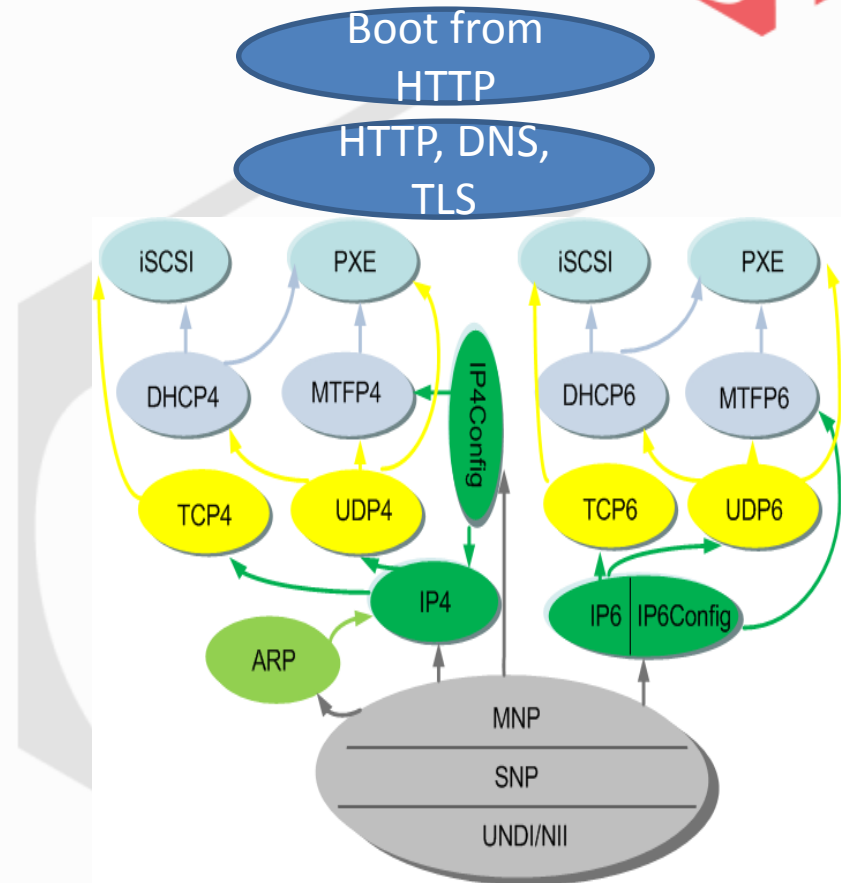 Boot from
HTTP
HTTP, DNS,
TLS
iSCSI
PXE
iSCSI
PXE
DHCP4
MTFP4
IP4Config
DHCP6
MTFP6
TCP4
UDP4
TCP6
UDP6
IP4
IP6 IP6Config
ARP
MNP
SNP
UNDI/NII